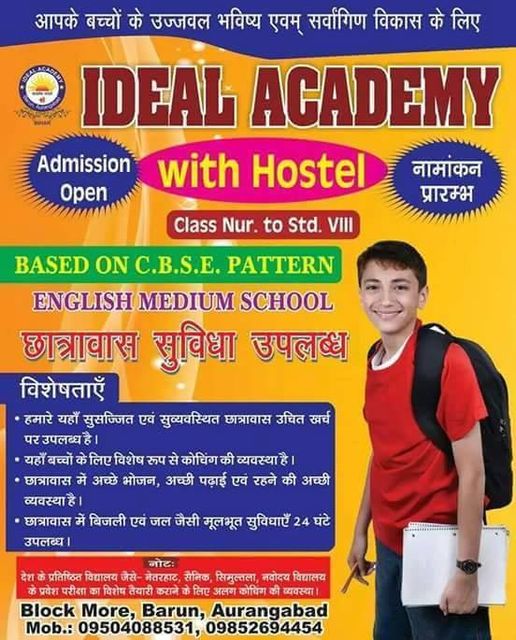 आपके बच्चों के उज्जवल भविष्य एवम् सर्वांगिण विकास के लिए
IDEAL ACADEMY
IDEAL ACADEMY
BIHAR
Admission
Open
with Hostel
नामांकन
प्रारम्भ
Class Nur. to Std. VIII
BASED ON C.B.S.E. PATTERN
ENGLISH MEDIUM SCHOOL
छात्रावास सुविधा उपलब्ध
विशेषताएँ
• हमारे यहाँ सुसज्जित एवं सुव्यवस्थित छात्रावास उचित खर्च
पर उपलब्ध है।
• यहाँ बच्चों के लिए विशेष रूप से कोचिंग की व्यवस्था है।
• छात्रावास में अच्छे भोजन, अच्छी पढ़ाई एवं रहने की अच्छी
व्यवस्था है।
• छात्रावास में बिजली एवं जल जैसी मूलभूत सुविधाएँ 24 घंटे
उपलब्ध।
नोट:
देश के प्रतिष्ठित विद्यालय जैसे- नेतरहाट, सैनिक, सिमुलतला, नवोदय विद्यालय
के प्रवेश परीक्षा का विशेष तैयारी कराने के लिए अलग कोचिंग की व्यवस्था।
Block More, Barun, Aurangabad
Mob.: 09504088531, 09852694454